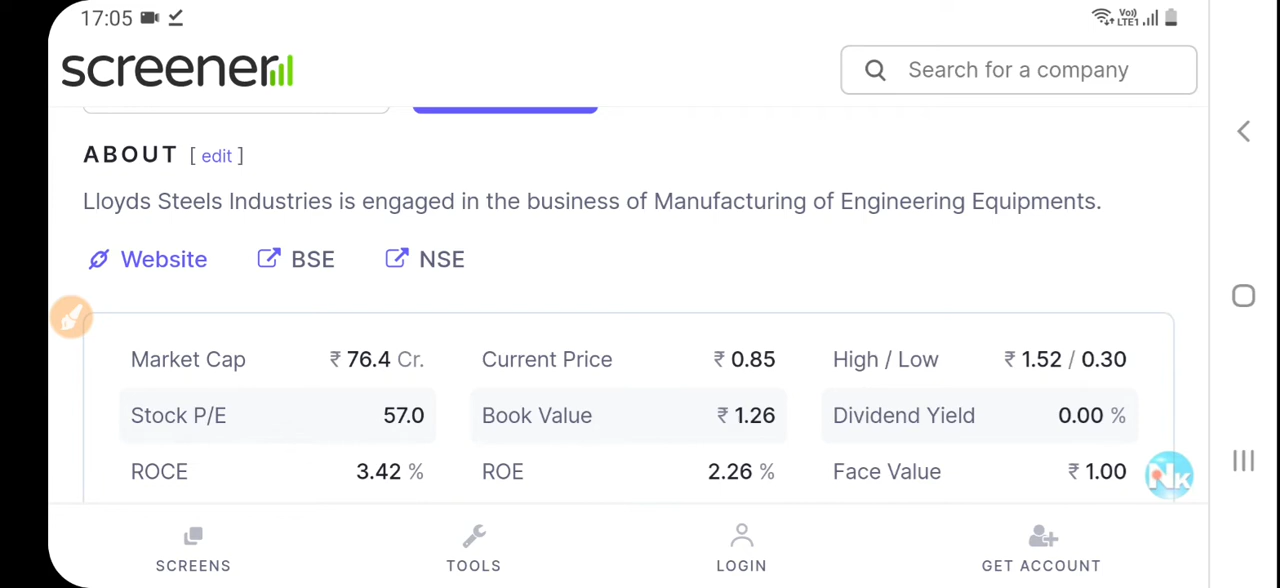 17:05 Vo) LTE1
screener Search for a company
ABOUT [ edit ]
Lloyds Steels Industries is engaged in the business of Manufacturing of Engineering Equipments.
Website BSE NSE
Market Cap ₹ 76.4 Cr. Current Price ₹ 0.85 High / Low ₹ 1.52 / 0.30
Stock P/E 57.0 Book Value ₹ 1.26 Dividend Yield 0.00 %
ROCE 3.42 % ROE 2.26 % Face Value ₹ 1.00
Nk
SCREENS TOOLS LOGIN GET ACCOUNT